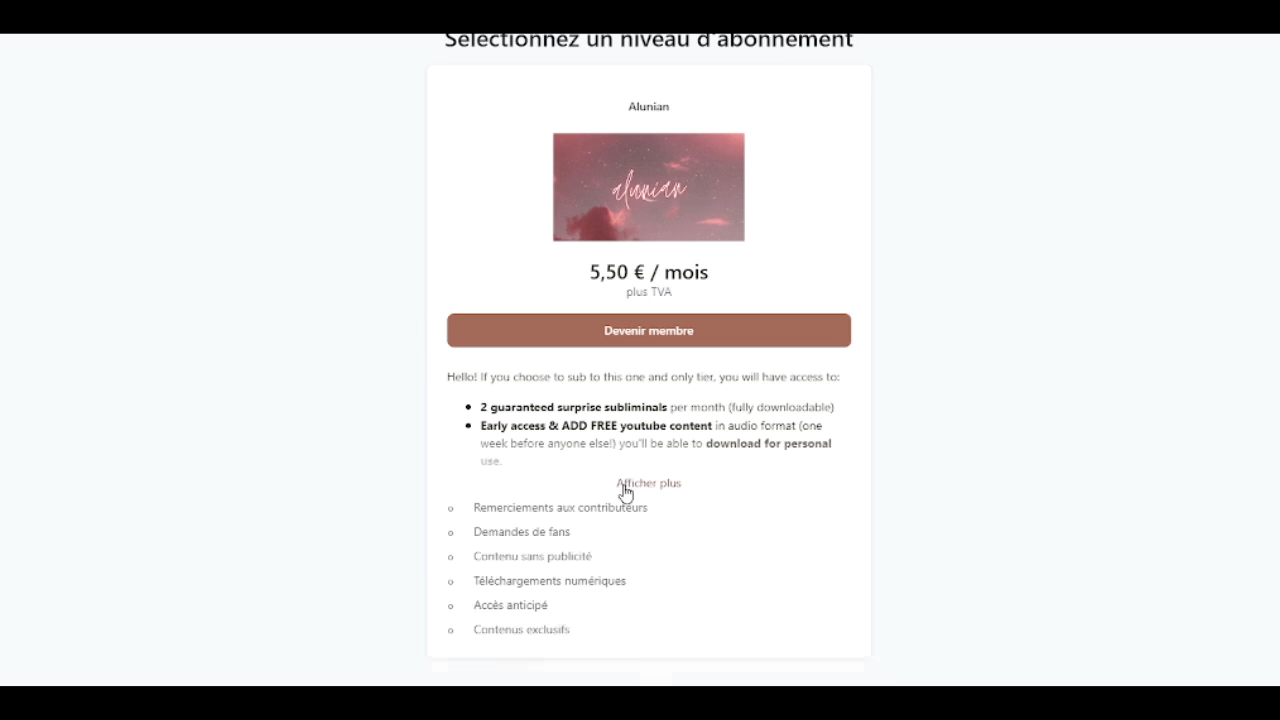 Sélectionnez un niveau d'abonnement
Alunian
alunian
5,50 € / mois
plus TVA
Devenir membre
Hello! If you choose to sub to this one and only tier, you will have access to:
• 2 guaranteed surprise subliminals per month (fully downloadable)
• Early access & ADD FREE youtube content in audio format (one
week before anyone else!) you'll be able to download for personal
use.
Afficher plus
Remerciements aux contributeurs
Demandes de fans
Contenu sans publicité
Téléchargements numériques
Accès anticipé
Contenus exclusifs